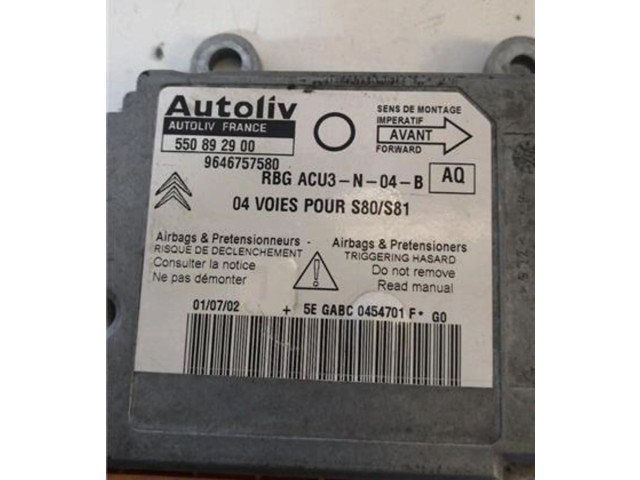 Autoliv
AUTOLIV FRANCE
550 89 29 00
9646757580
SENS DE MONTAGE
IMPERATIF
AVANT
FORWARD
RBG ACU3-N-04-B AQ
04 VOIES POUR S80/S81
Airbags & Pretensionneurs -
RISQUE DE DECLENCHEMENT
Consulter la notice
Ne pas démonter
Airbags & Pretensioners
TRIGGERING HASARD
Do not remove
Read manual
01/07/02 + 5E GABC 0454701 F* G0